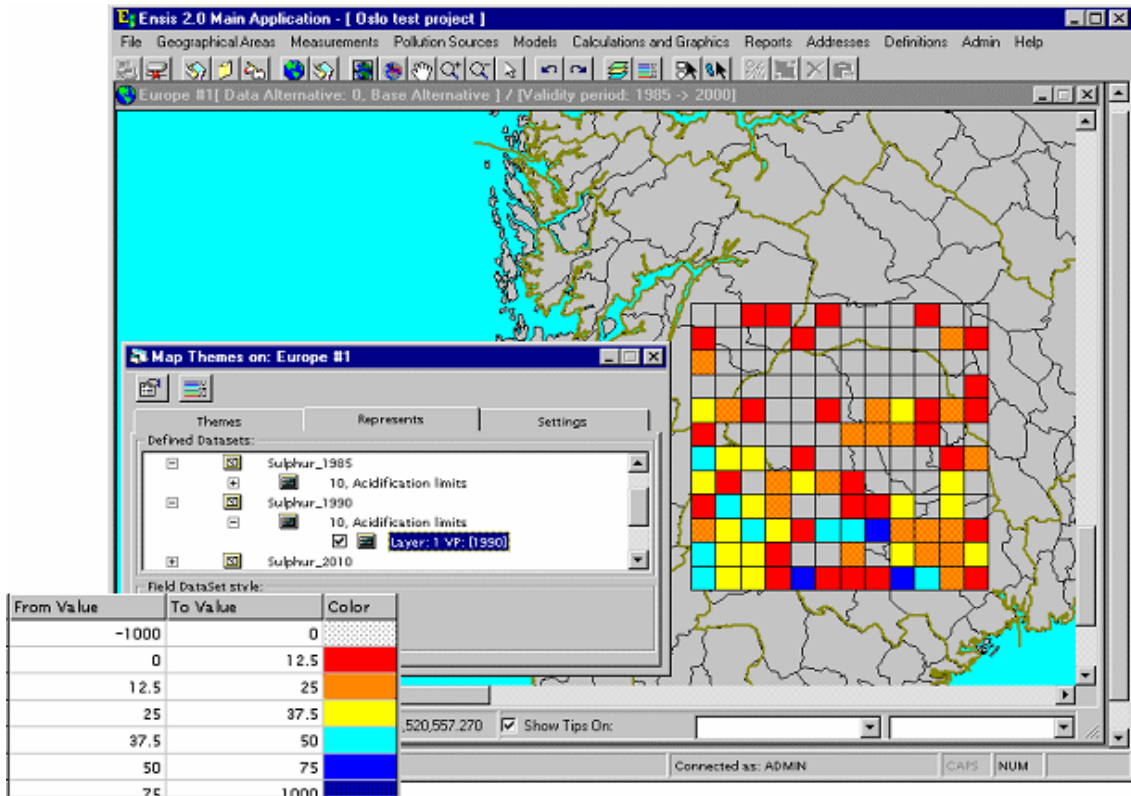 Ensis 2.0 Main Application - [ Oslo test project ]
File Geographical Areas Measurements Pollution Sources Models Calculations and Graphics Reports Addresses Definitions Admin Help
Europe #1[ Data Alternative: 0, Base Alternative ] / [Validity period: 1985 -> 2000]
Map Themes on: Europe #1
Themes Represents Settings
Defined Datasets:
Sulphur_1985
10, Acidification limits
Sulphur_1990
10, Acidification limits
Layer: 1 VP: [1990]
Sulphur_2010
Field DataSet style:
From Value To Value Color
-1000 0
0 12.5
12.5 25
25 37.5
37.5 50
50 75
75 1000
,520,557.270 Show Tips On:
Connected as: ADMIN CAPS NUM